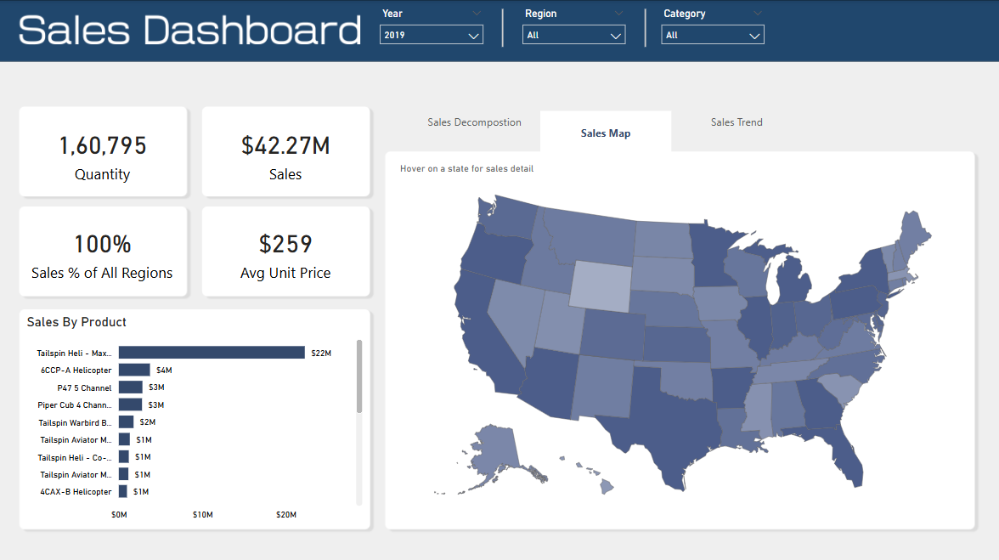 Sales Dashboard
Year
2019
Region
All
Category
All
1,60,795
Quantity
$42.27M
Sales
100%
Sales % of All Regions
$259
Avg Unit Price
Sales By Product
Tailspin Heli - Max... $22M
6CCP-A Helicopter $4M
P47 5 Channel $3M
Piper Cub 4 Chann... $3M
Tailspin Warbird B... $2M
Tailspin Aviator M... $1M
Tailspin Heli - Co-... $1M
Tailspin Aviator M... $1M
4CAX-B Helicopter $1M
$0M $10M $20M
Sales Decompostion
Sales Map
Sales Trend
Hover on a state for sales detail